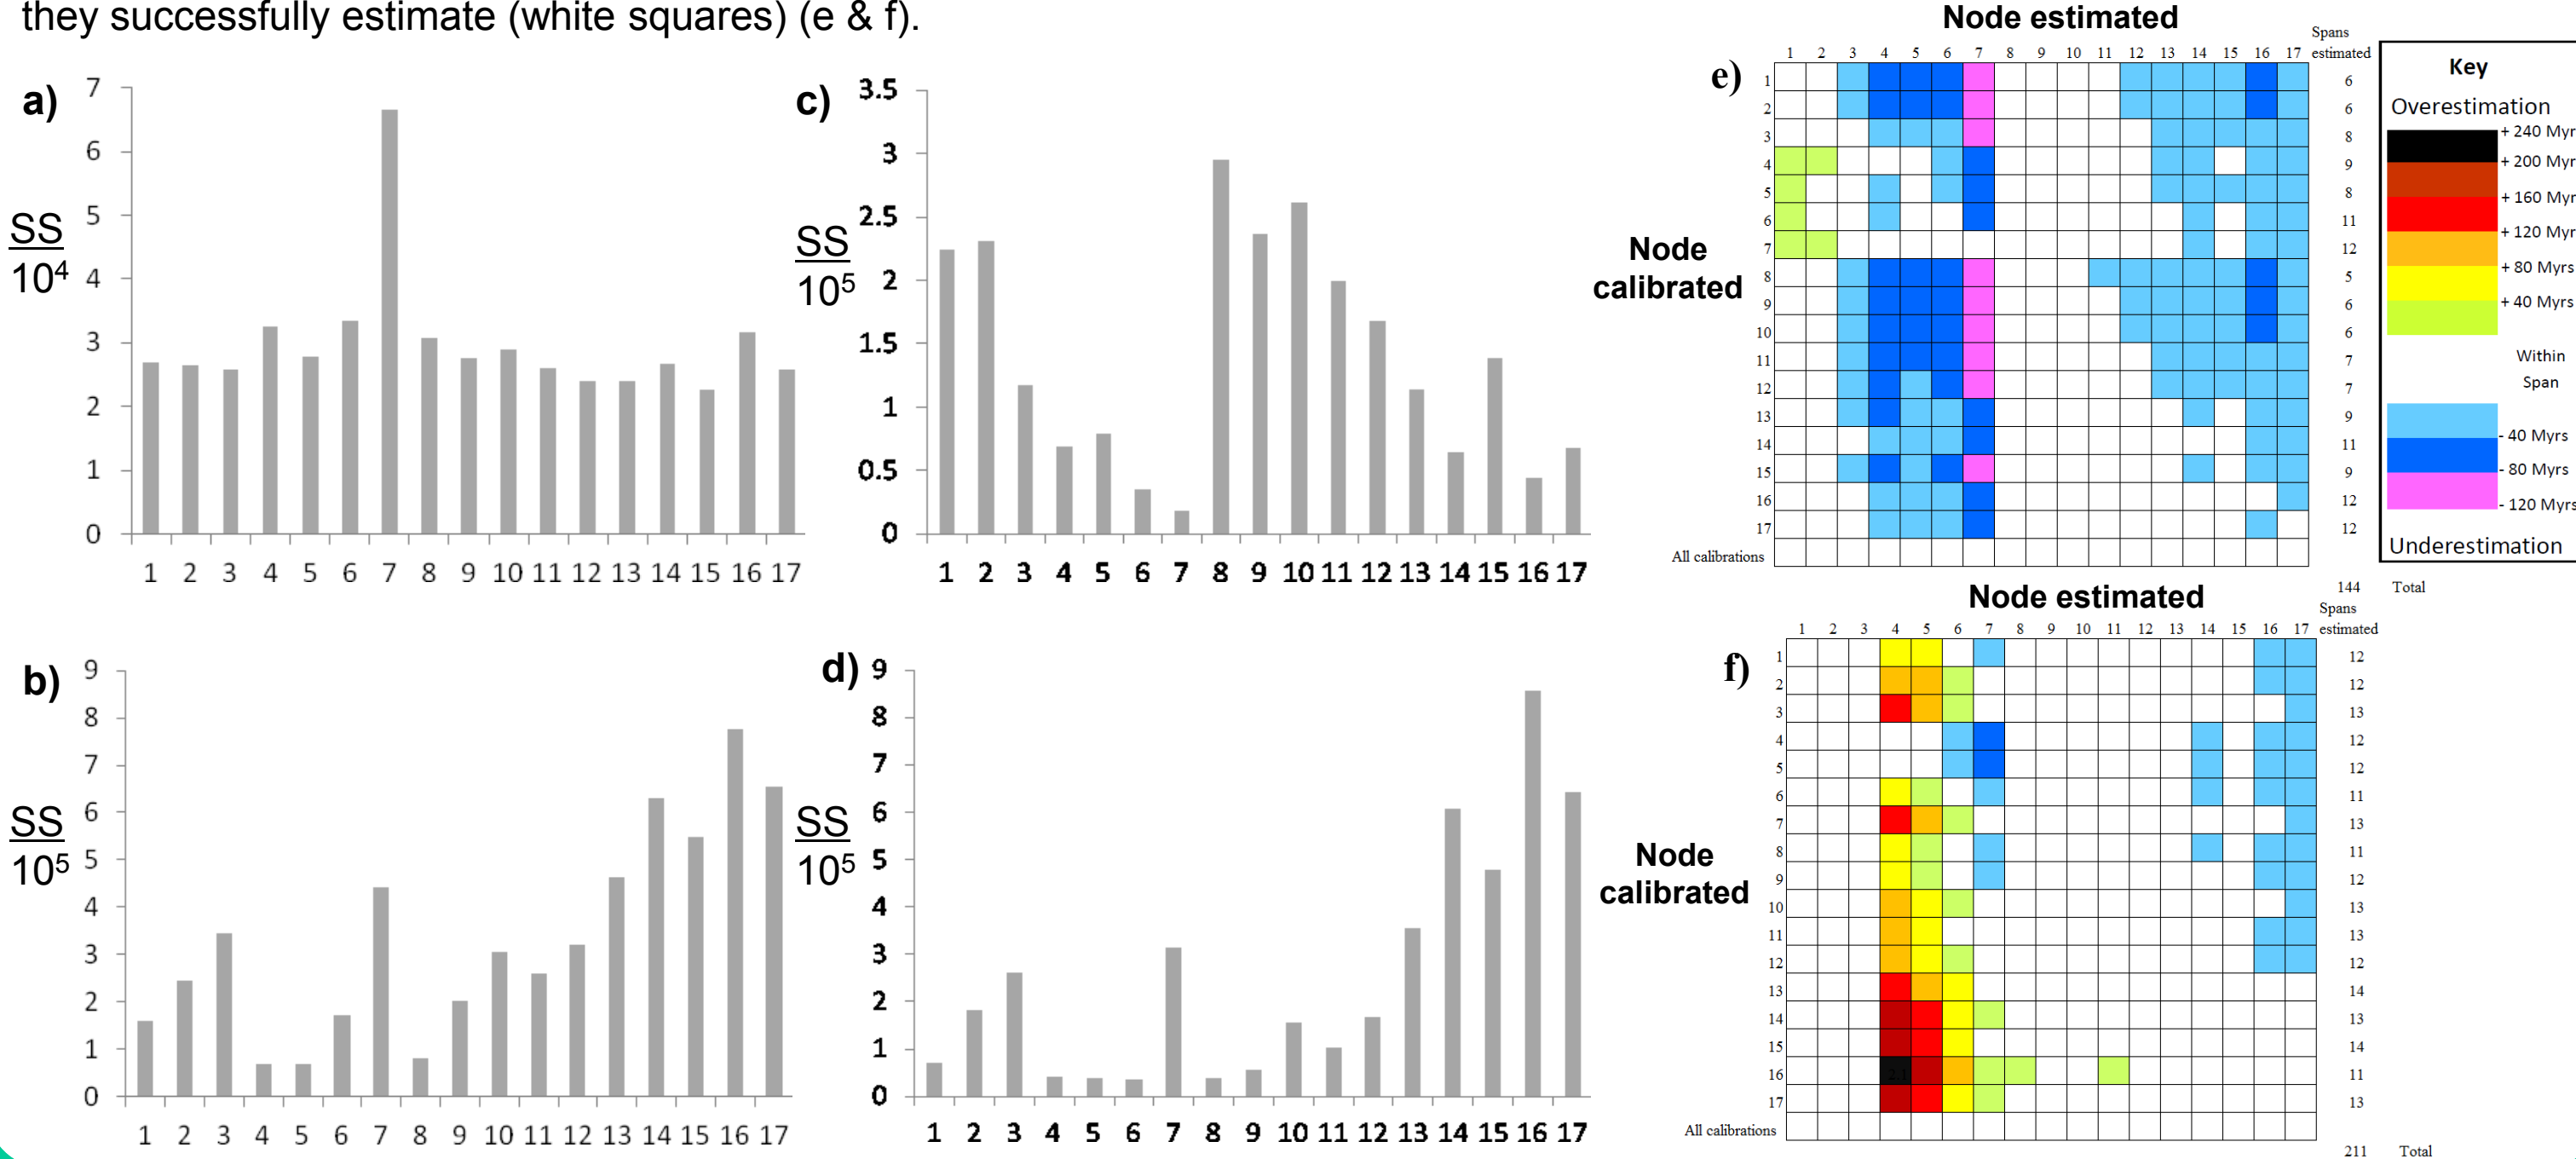 they successfully estimate (white squares) (e & f).
a)
7
6
5
4
3
2
1
0
SS
10⁴
1 2 3 4 5 6 7 8 9 10 11 12 13 14 15 16 17
c)
3.5
3
2.5
2
1.5
1
0.5
0
SS
10⁵
1 2 3 4 5 6 7 8 9 10 11 12 13 14 15 16 17
b)
9
8
7
6
5
4
3
2
1
0
SS
10⁵
1 2 3 4 5 6 7 8 9 10 11 12 13 14 15 16 17
d)
9
8
7
6
5
4
3
2
1
0
SS
10⁵
1 2 3 4 5 6 7 8 9 10 11 12 13 14 15 16 17
e)
Node estimated
Spans
1 2 3 4 5 6 7 8 9 10 11 12 13 14 15 16 17 estimated
Node
calibrated
1 6
2 6
3 8
4 9
5 8
6 11
7 12
8 5
9 6
10 6
11 7
12 7
13 9
14 11
15 9
16 12
17 12
All calibrations
144 Total
Key
Overestimation
+ 240 Myr
+ 200 Myr
+ 160 Myr
+ 120 Myr
+ 80 Myrs
+ 40 Myrs
Within
Span
- 40 Myrs
- 80 Myrs
- 120 Myrs
Underestimation
f)
Node estimated
Spans
1 2 3 4 5 6 7 8 9 10 11 12 13 14 15 16 17 estimated
Node
calibrated
1 12
2 12
3 13
4 12
5 12
6 11
7 13
8 11
9 12
10 13
11 13
12 12
13 14
14 13
15 14
16 11
17 13
All calibrations
211 Total